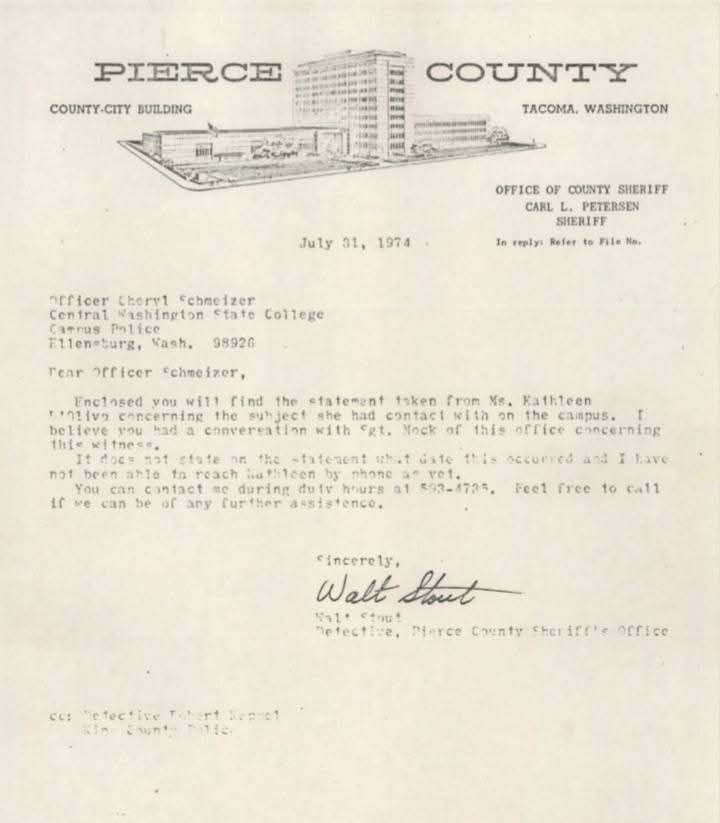 PIERCE COUNTY
COUNTY-CITY BUILDING TACOMA, WASHINGTON
OFFICE OF COUNTY SHERIFF
CARL L. PETERSEN
SHERIFF
July 31, 1974 In reply: Refer to File No.
Officer Cheryl Schmeizer
Central Washington State College
Campus Police
Ellensburg, Wash. 98926
Dear Officer Schmeizer,
Enclosed you will find the statement taken from Ms. Kathleen
D'Olivo concerning the subject she had contact with on the campus. I
believe you had a conversation with Sgt. Mock of this office concerning
this witness.
It does not state on the statement what date this occurred and I have
not been able to reach Kathleen by phone as yet.
You can contact me during duty hours at 593-4735. Feel free to call
if we can be of any further assistence.
Sincerely,
Walt Stout
Walt Stout
Detective, Pierce County Sheriff's Office
cc: Detective Robert Keppel
King County Police